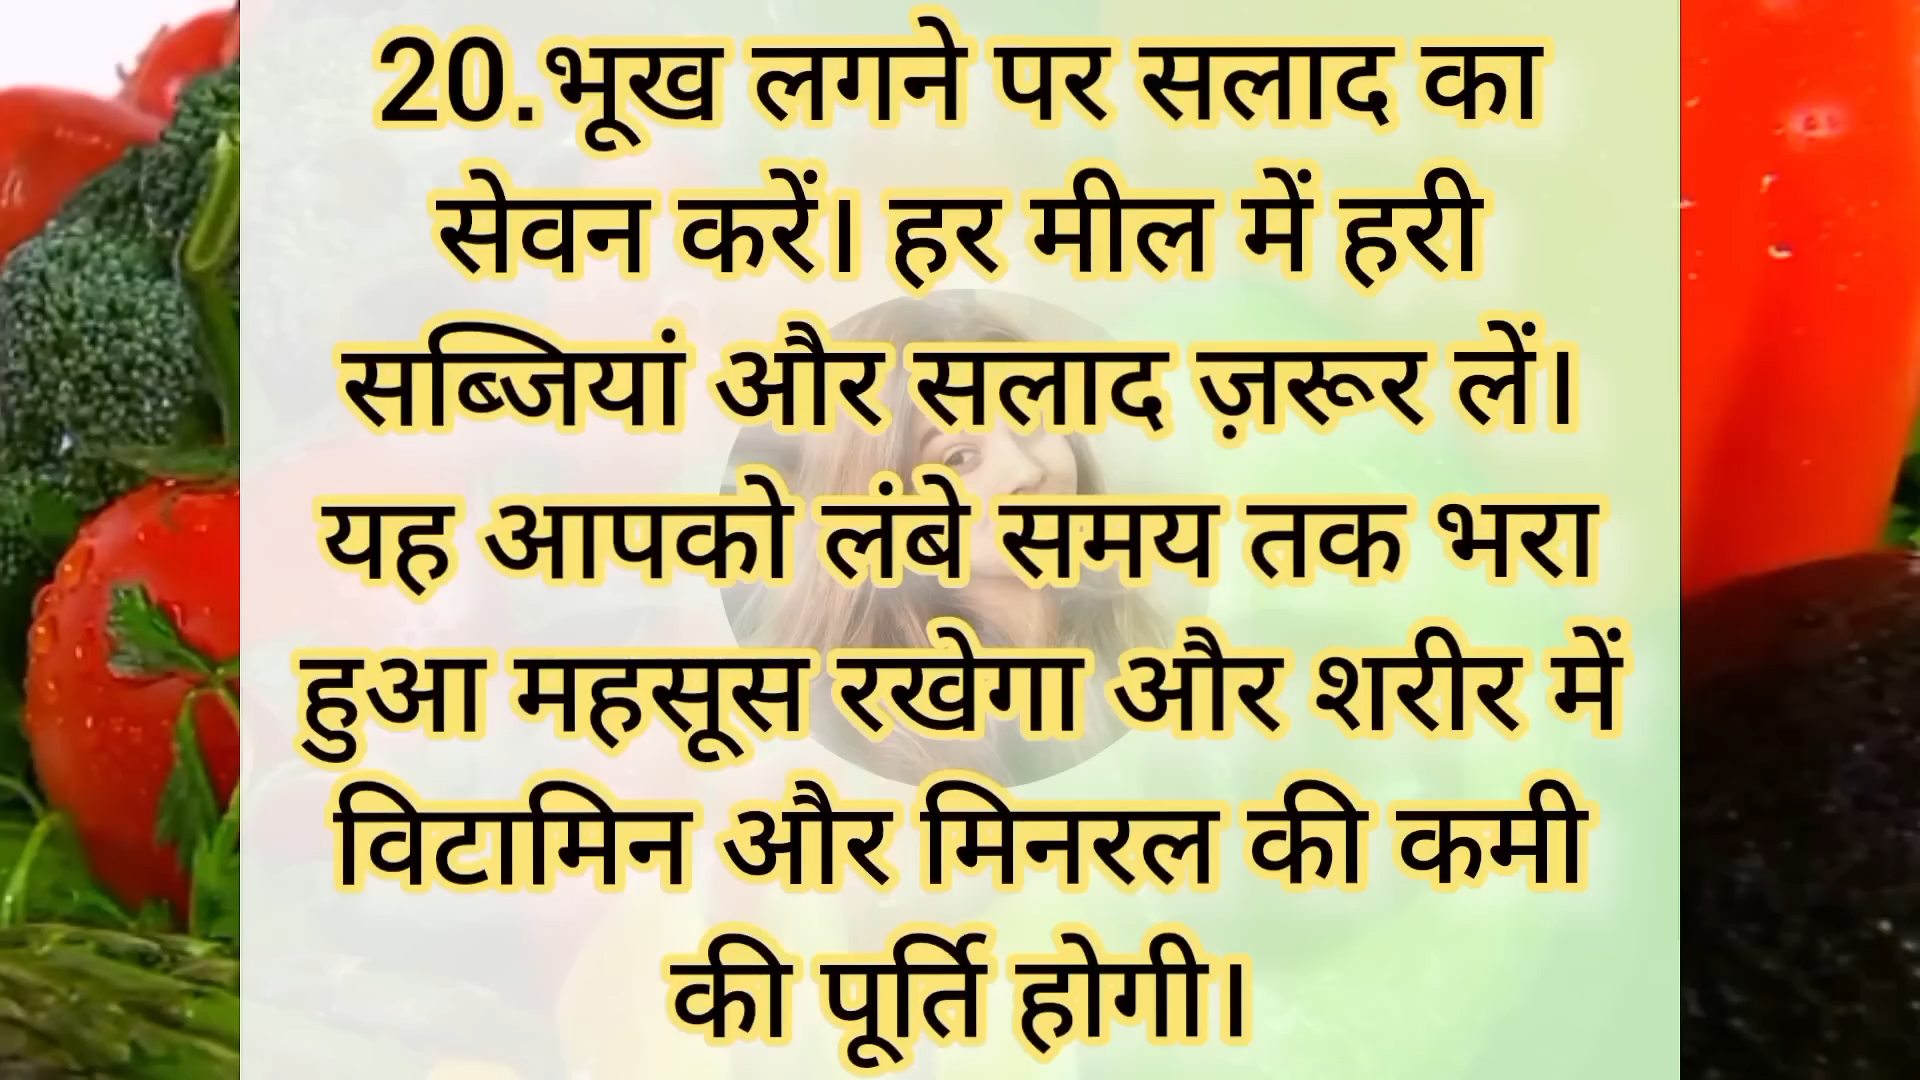 20.भूख लगने पर सलाद का
सेवन करें। हर मील में हरी
सब्जियां और सलाद ज़रूर लें।
यह आपको लंबे समय तक भरा
हुआ महसूस रखेगा और शरीर में
विटामिन और मिनरल की कमी
की पूर्ति होगी।